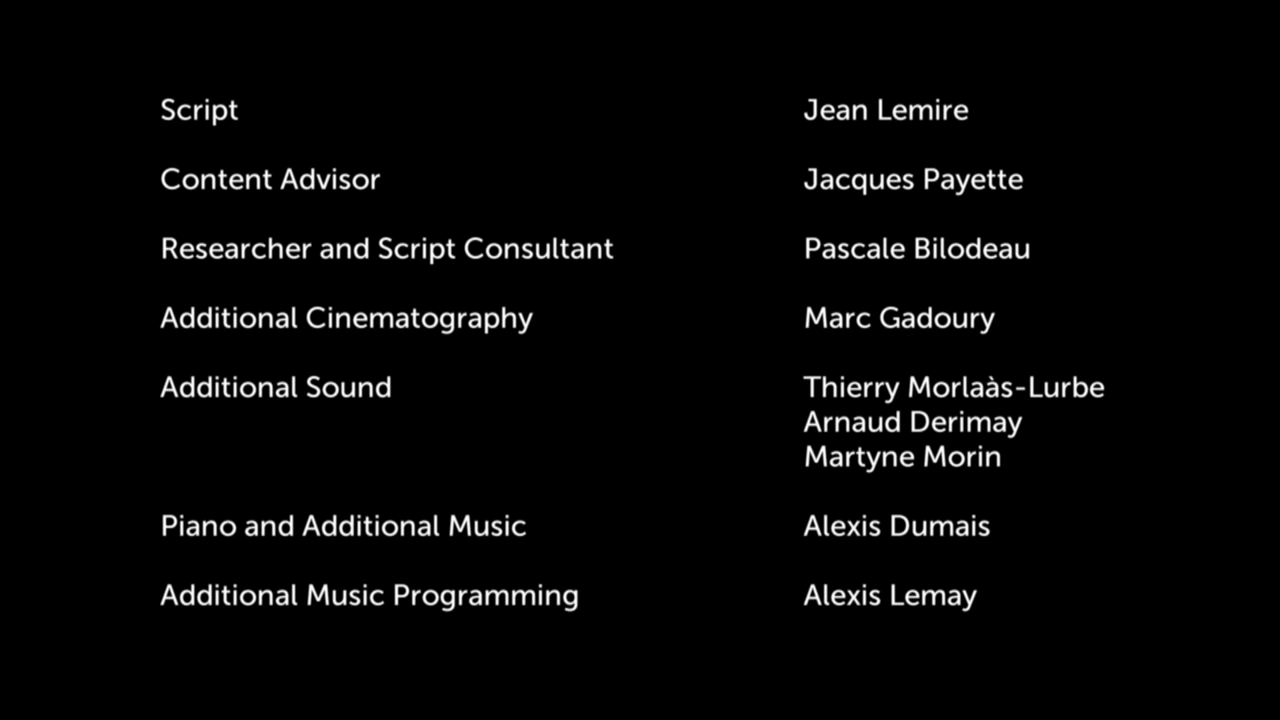 Script Jean Lemire
Content Advisor Jacques Payette
Researcher and Script Consultant Pascale Bilodeau
Additional Cinematography Marc Gadoury
Additional Sound Thierry Morlaàs-Lurbe
Arnaud Derimay
Martyne Morin
Piano and Additional Music Alexis Dumais
Additional Music Programming Alexis Lemay